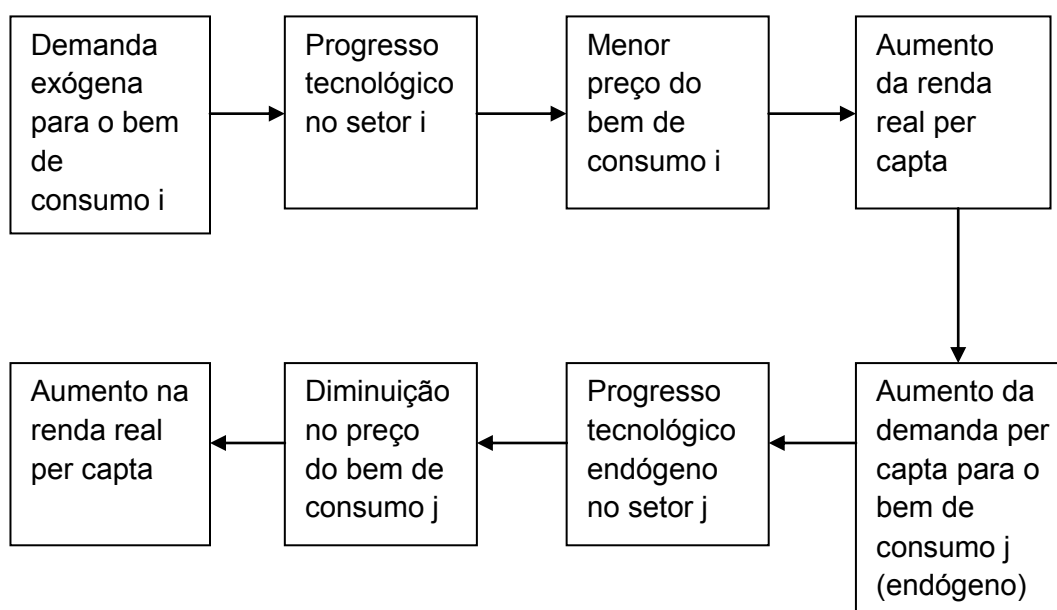 Demanda
exógena
para o bem
de
consumo i
Progresso
tecnológico
no setor i
Menor
preço do
bem de
consumo i
Aumento
da renda
real per
capta
Aumento da
demanda per
capta para o
bem de
consumo j
(endógeno)
Progresso
tecnológico
endógeno
no setor j
Diminuição
no preço
do bem de
consumo j
Aumento na
renda real
per capta